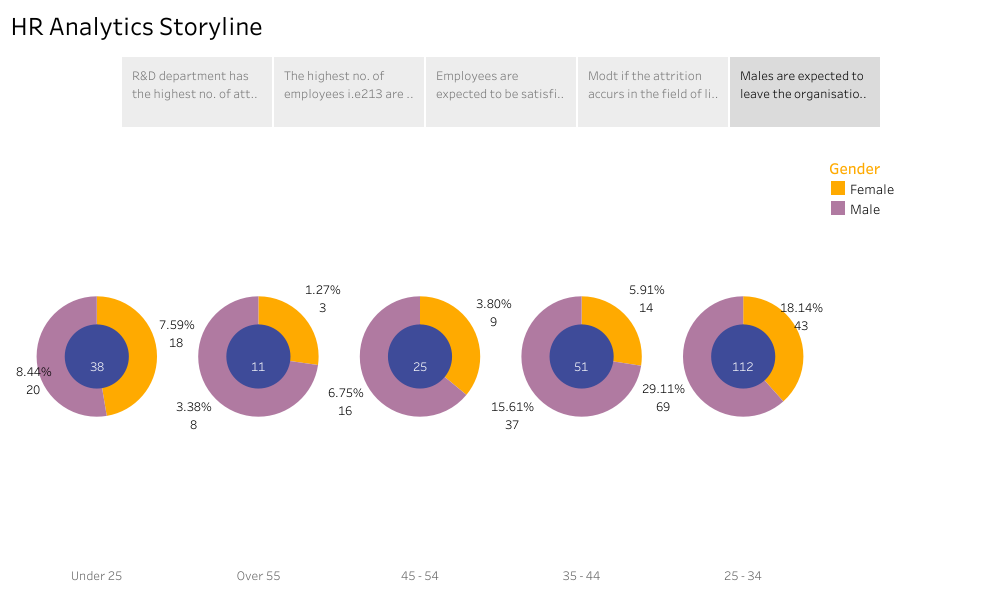 HR Analytics Storyline
R&D department has
the highest no. of att..
The highest no. of
employees i.e213 are ..
Employees are
expected to be satisfi..
Modt if the attrition
accurs in the field of li..
Males are expected to
leave the organisatio..
Gender
Female
Male
7.59%
18
38
8.44%
20
1.27%
3
11
3.38%
8
3.80%
9
25
6.75%
16
5.91%
14
51
15.61%
37
18.14%
43
112
29.11%
69
Under 25
Over 55
45 - 54
35 - 44
25 - 34